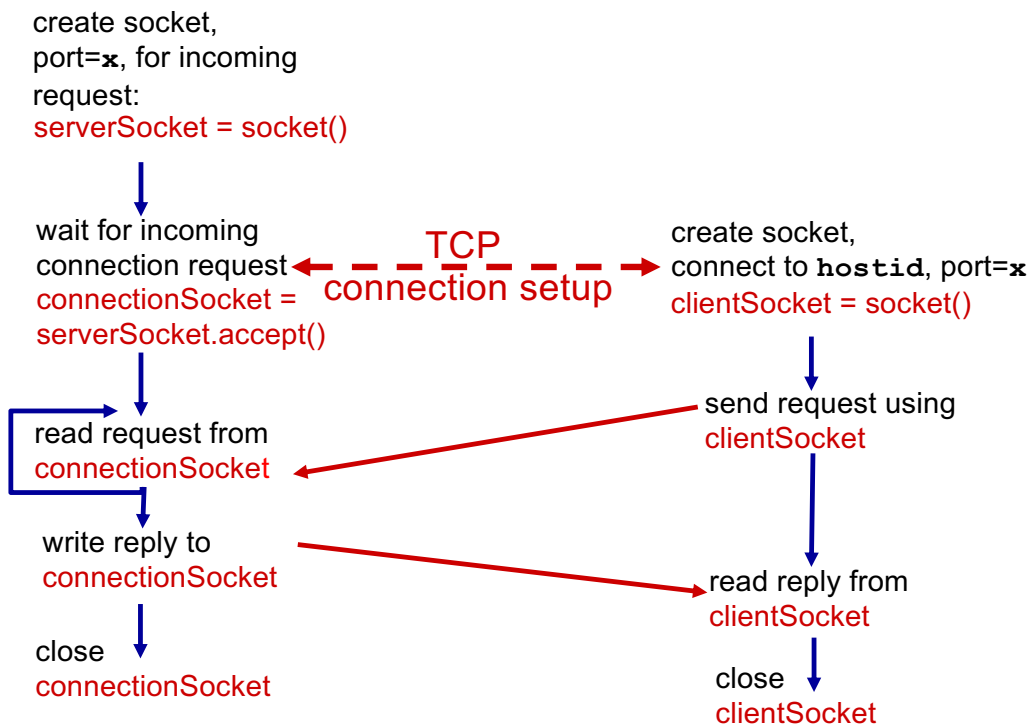 create socket,
port=x, for incoming
request:
serverSocket = socket()
wait for incoming
connection request
connectionSocket =
serverSocket.accept()
TCP
connection setup
create socket,
connect to hostid, port=x
clientSocket = socket()
read request from
connectionSocket
send request using
clientSocket
write reply to
connectionSocket
read reply from
clientSocket
close
connectionSocket
close
clientSocket